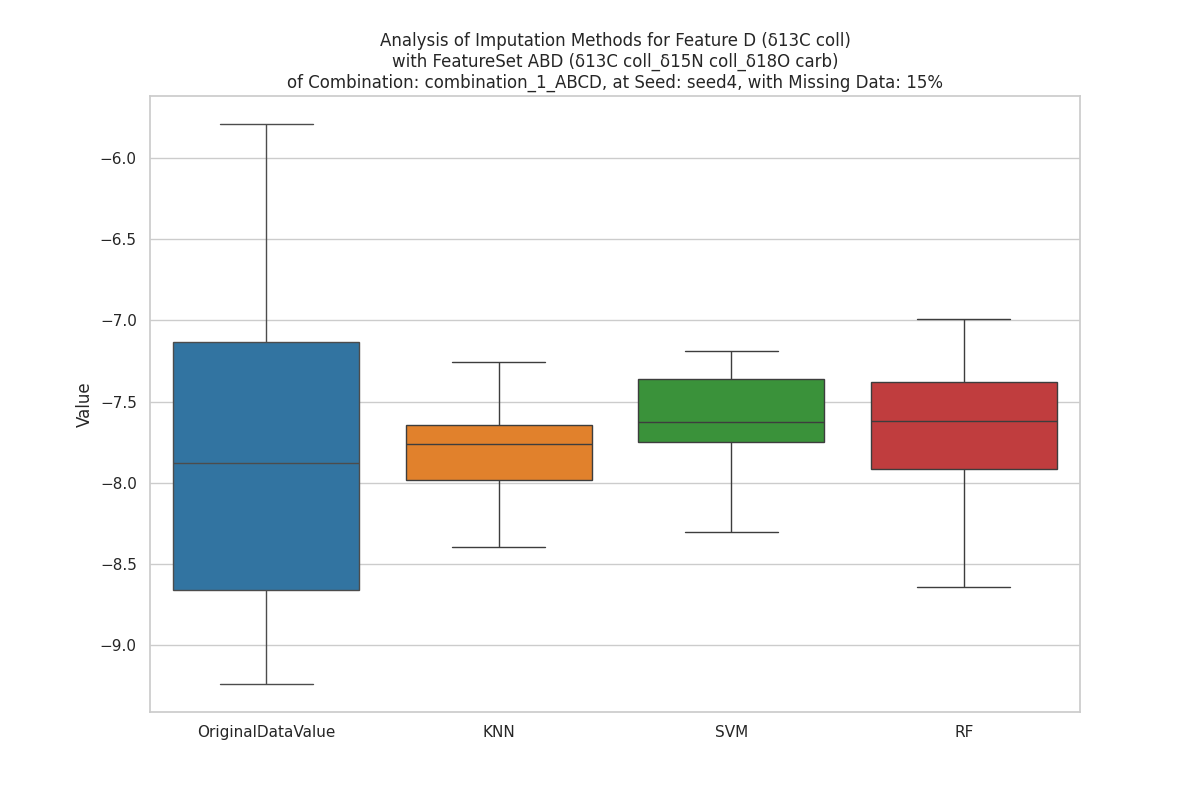 Analysis of Imputation Methods for Feature D (δ13C coll)
with FeatureSet ABD (δ13C coll_δ15N coll_δ18O carb)
of Combination: combination_1_ABCD, at Seed: seed4, with Missing Data: 15%
−6.0
−6.5
−7.0
−7.5
−8.0
−8.5
−9.0
Value
OriginalDataValue
KNN
SVM
RF